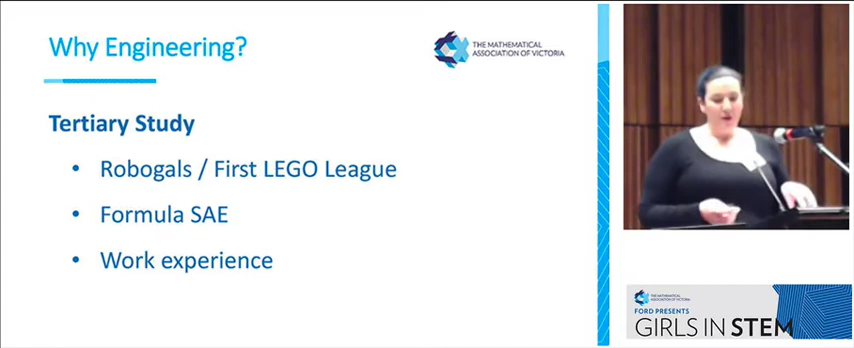 Why Engineering?
THE MATHEMATICAL
ASSOCIATION OF VICTORIA
Tertiary Study
• Robogals / First LEGO League
• Formula SAE
• Work experience
THE MATHEMATICAL
ASSOCIATION OF VICTORIA
FORD PRESENTS
GIRLS IN STEM